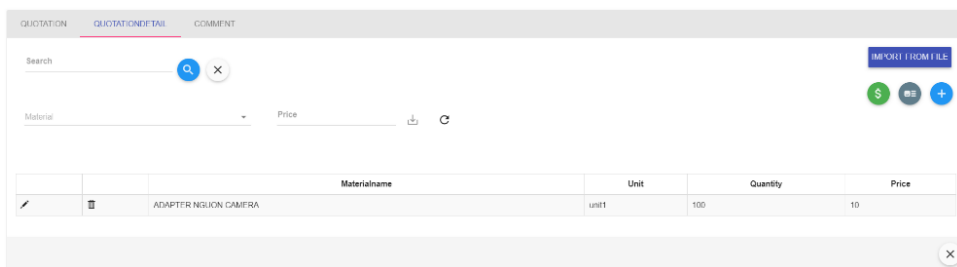 QUOTATION QUOTATIONDETAIL COMMENT
Search
IMPORT FROM FILE
$
Material Price
Materialname Unit Quantity Price
ADAPTER NGUON CAMERA unit1 100 10